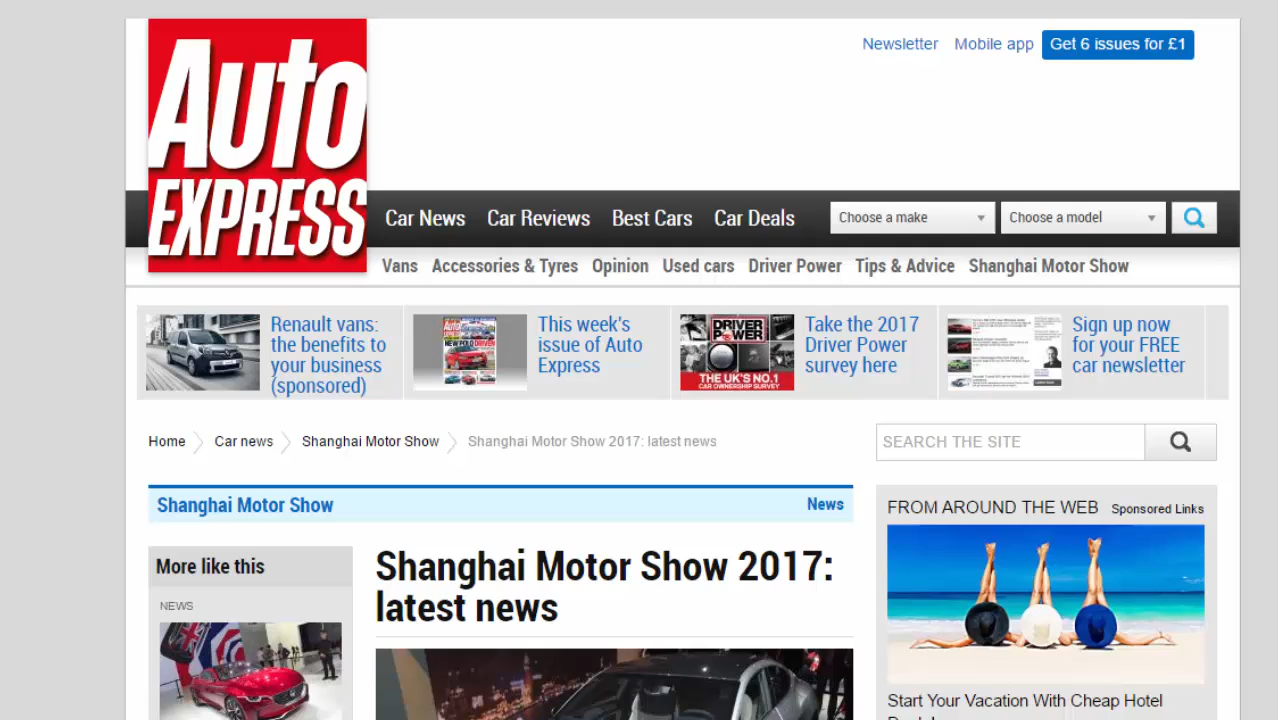 Auto
EXPRESS
Newsletter Mobile app Get 6 issues for £1
Car News Car Reviews Best Cars Car Deals Choose a make Choose a model
Vans Accessories & Tyres Opinion Used cars Driver Power Tips & Advice Shanghai Motor Show
Renault vans:
the benefits to
your business
(sponsored)
This week's
issue of Auto
Express
DRIVER
POWER
THE UK'S NO.1
CAR OWNERSHIP SURVEY
Take the 2017
Driver Power
survey here
Sign up now
for your FREE
car newsletter
Home Car news Shanghai Motor Show Shanghai Motor Show 2017: latest news
SEARCH THE SITE
Shanghai Motor Show News
More like this
NEWS
Shanghai Motor Show 2017:
latest news
FROM AROUND THE WEB Sponsored Links
Start Your Vacation With Cheap Hotel